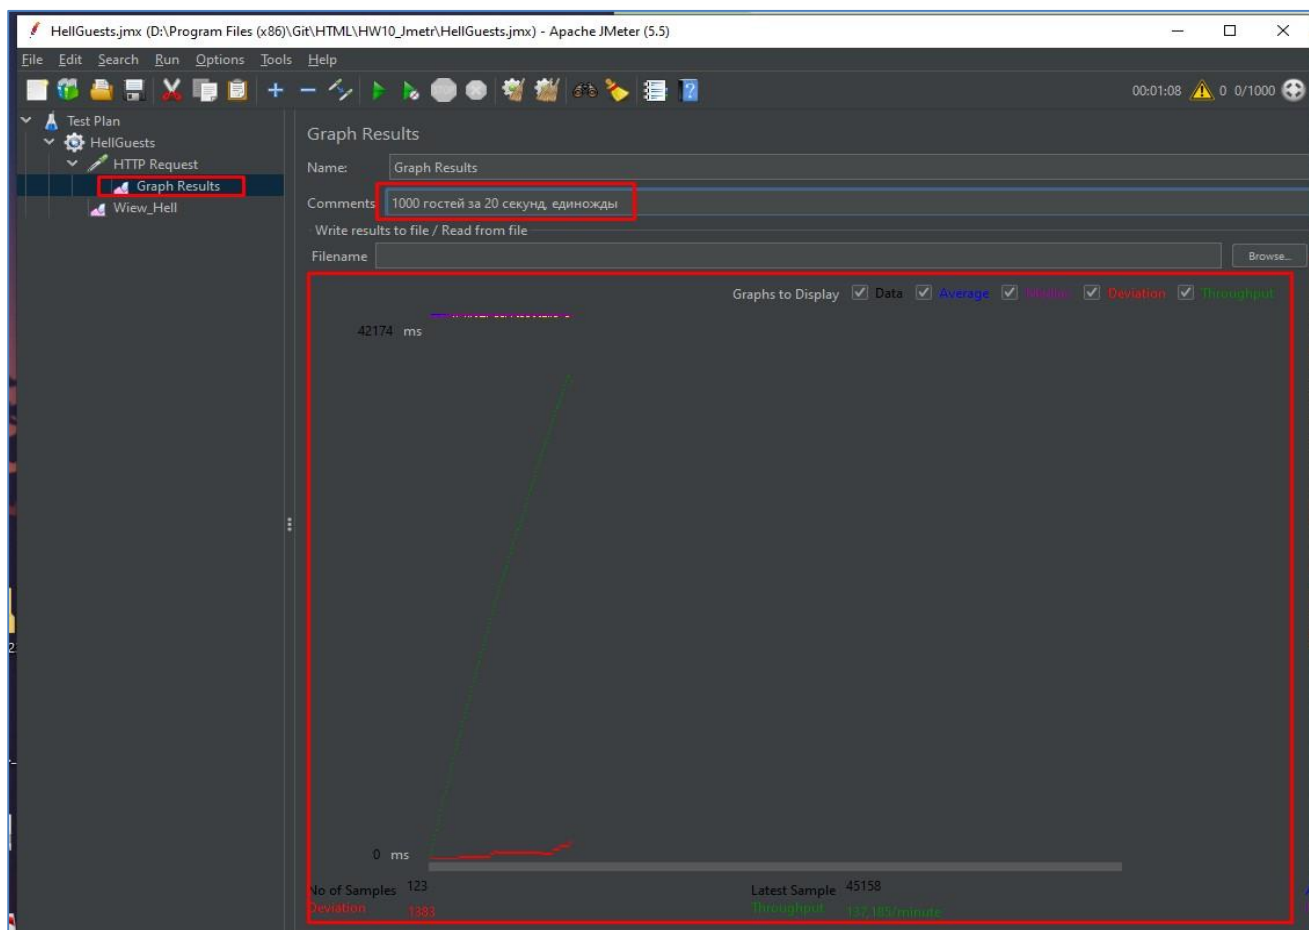 HellGuests.jmx (D:\Program Files (x86)\Git\HTML\HW10_Jmetr\HellGuests.jmx) - Apache JMeter (5.5)
File Edit Search Run Options Tools Help
00:01:08 0 0/1000
Test Plan
HellGuests
HTTP Request
Graph Results
Wiew_Hell
Graph Results
Name: Graph Results
Comments 1000 гостей за 20 секунд, единожды
Write results to file / Read from file
Filename Browse...
Graphs to Display Data Average Median Deviation Throughput
42174 ms
0 ms
No of Samples 123 Latest Sample 45158
Deviation 1383 Throughput 137,185/minute